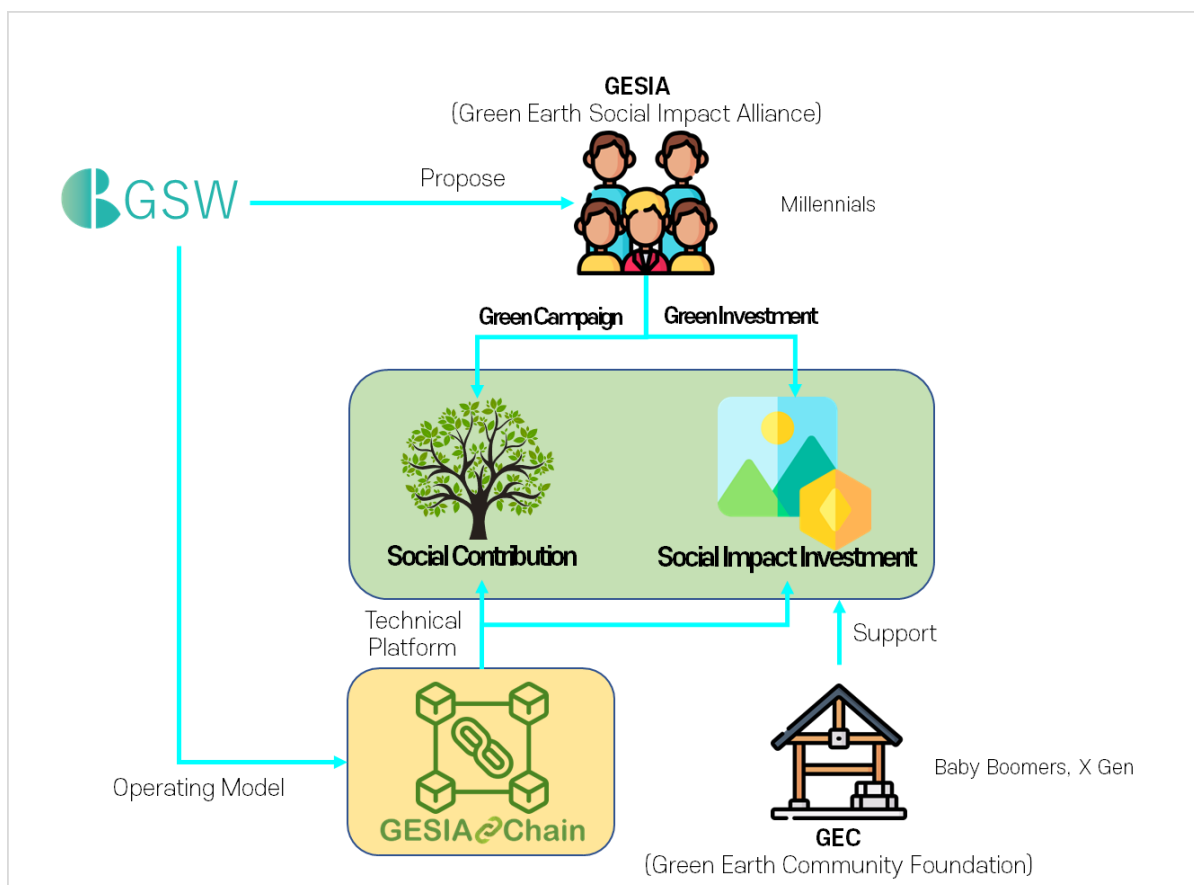 GESIA
(Green Earth Social Impact Alliance)
GSW
Propose
Millennials
Green Campaign
Green Investment
Social Contribution
Social Impact Investment
Technical
Platform
Support
Operating Model
GESIA Chain
Baby Boomers, X Gen
GEC
(Green Earth Community Foundation)